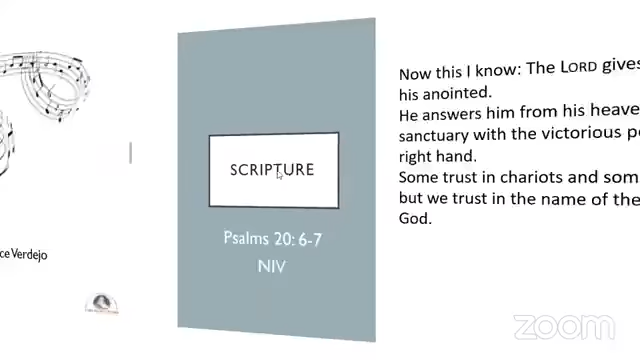 ce Verdejo
SCRIPTURE
Psalms 20: 6-7
NIV
Now this I know: The LORD gives
his anointed.
He answers him from his heave
sanctuary with the victorious po
right hand.
Some trust in chariots and som
but we trust in the name of the
God.
zoom